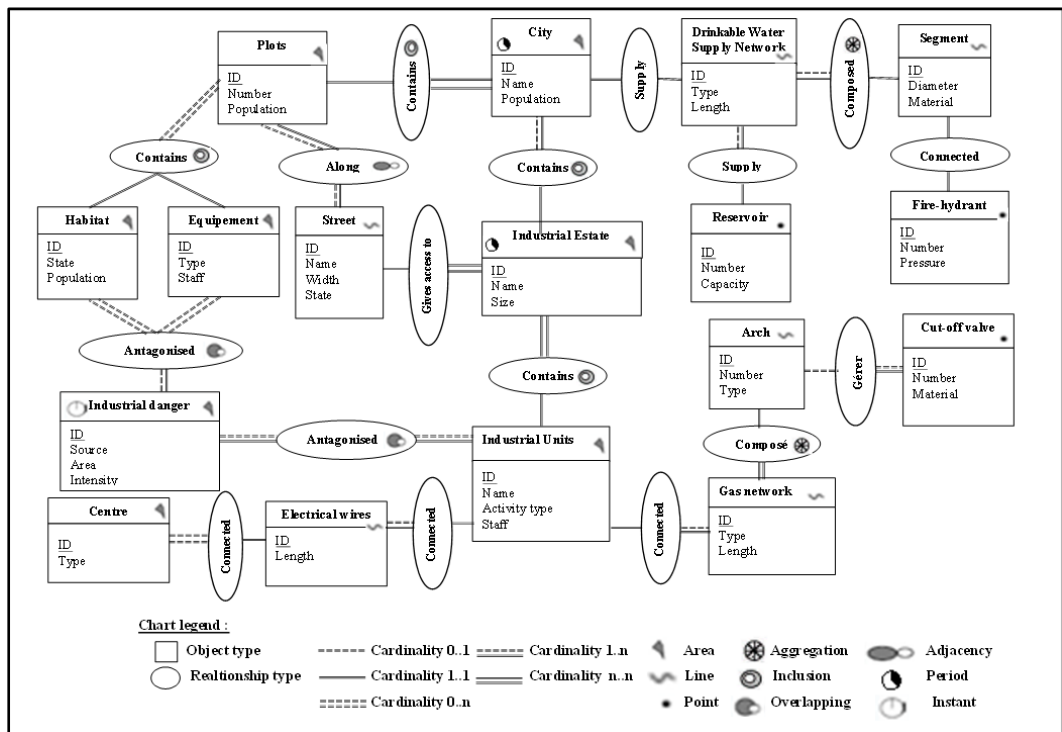 Plots
ID
Number
Population
Contains
City
ID
Name
Population
Supply
Drinkable Water
Supply Network
ID
Type
Length
Composed
Segment
ID
Diameter
Material
Contains
Along
Contains
Supply
Connected
Habitat
ID
State
Population
Equipement
ID
Type
Staff
Street
ID
Name
Width
State
Gives access to
Industrial Estate
ID
Name
Size
Reservoir
ID
Number
Capacity
Fire-hydrant
ID
Number
Pressure
Antagonised
Contains
Arch
ID
Number
Type
Gérer
Cut-off valve
ID
Number
Material
Industrial danger
ID
Source
Area
Intensity
Antagonised
Industrial Units
ID
Name
Activity type
Staff
Composé
Centre
ID
Type
Connected
Electrical wires
ID
Length
Connected
Connected
Gas network
ID
Type
Length
Chart legend :
Object type
Cardinality 0..1
Cardinality 1..n
Area
Aggregation
Adjacency
Realtionship type
Cardinality 1..1
Cardinality n..n
Line
Inclusion
Period
Cardinality 0..n
Point
Overlapping
Instant